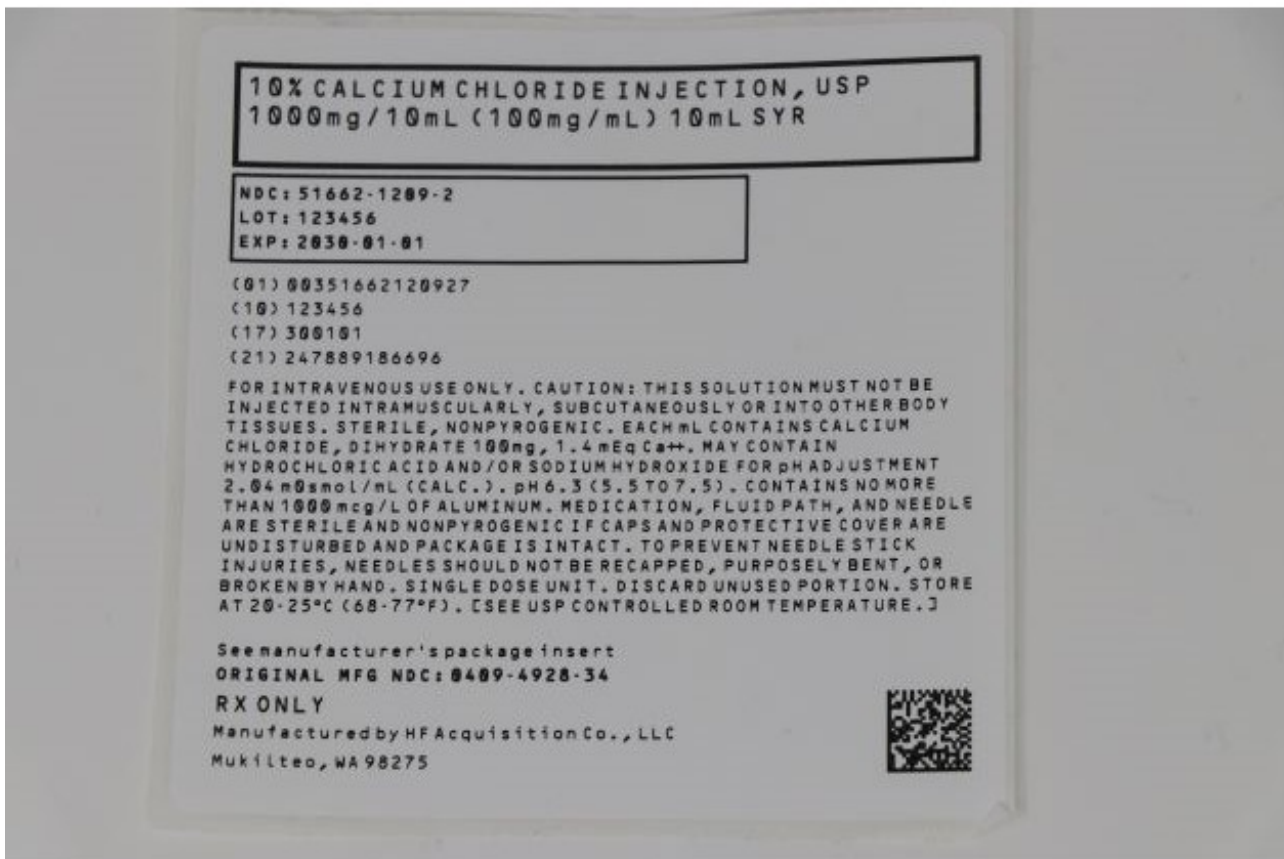 10% CALCIUM CHLORIDE INJECTION, USP
1000mg/10mL (100mg/mL) 10mL SYR
NDC: 51662-1209-2
LOT: 123456
EXP: 2030-01-01
(01) 00351662120927
(10) 123456
(17) 300101
(21) 247889186696
FOR INTRAVENOUS USE ONLY. CAUTION: THIS SOLUTION MUST NOT BE
INJECTED INTRAMUSCULARLY, SUBCUTANEOUSLY OR INTO OTHER BODY
TISSUES. STERILE, NONPYROGENIC. EACH mL CONTAINS CALCIUM
CHLORIDE, DIHYDRATE 100mg, 1.4 mEq Ca++. MAY CONTAIN
HYDROCHLORIC ACID AND/OR SODIUM HYDROXIDE FOR pH ADJUSTMENT
2.04 mOsmol/mL (CALC.). pH 6.3 (5.5 TO 7.5). CONTAINS NO MORE
THAN 1000 mcg/L OF ALUMINUM. MEDICATION, FLUID PATH, AND NEEDLE
ARE STERILE AND NONPYROGENIC IF CAPS AND PROTECTIVE COVER ARE
UNDISTURBED AND PACKAGE IS INTACT. TO PREVENT NEEDLE STICK
INJURIES, NEEDLES SHOULD NOT BE RECAPPED, PURPOSELY BENT, OR
BROKEN BY HAND. SINGLE DOSE UNIT. DISCARD UNUSED PORTION. STORE
AT 20-25°C (68-77°F). [SEE USP CONTROLLED ROOM TEMPERATURE.]
See manufacturer's package insert
ORIGINAL MFG NDC: 0409-4928-34
RX ONLY
Manufactured by HF Acquisition Co., LLC
Mukilteo, WA 98275